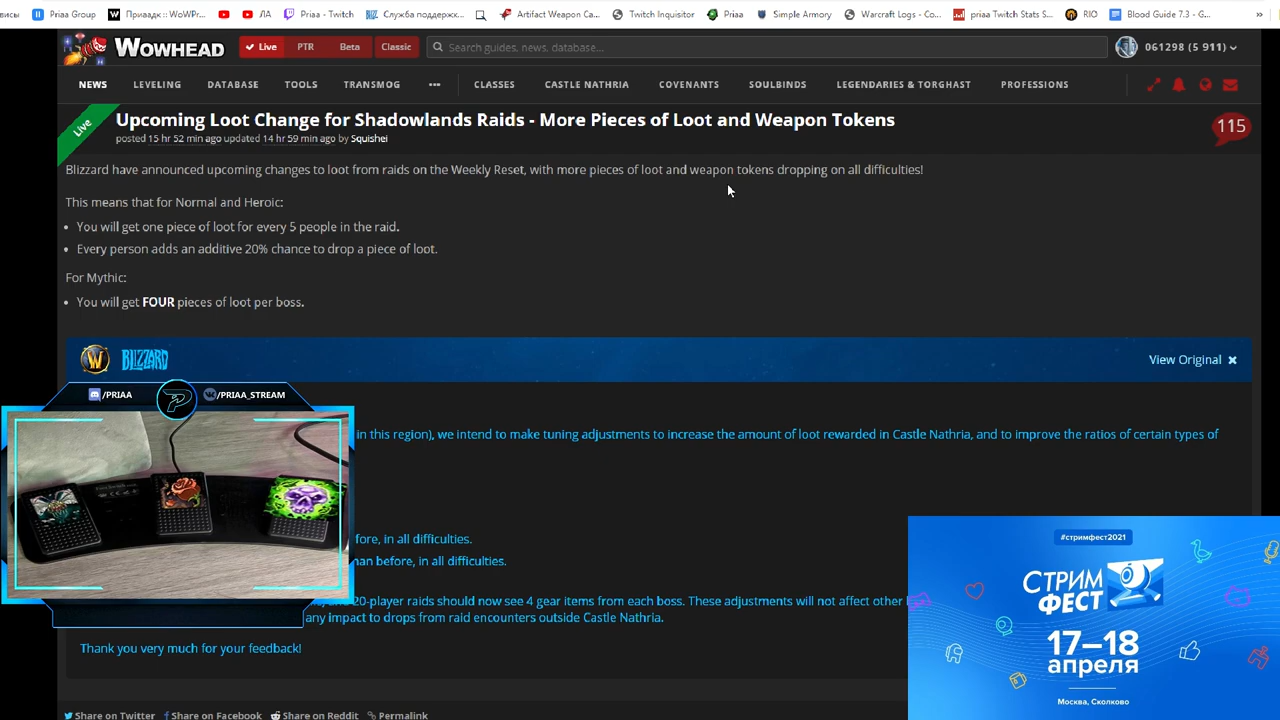 висы Priaa Group Приаадк :: WoWPr... ЛА Priaa - Twitch Служба поддержк... Artifact Weapon Ca... Twitch Inquisitor Priaa Simple Armory Warcraft Logs - Co... priaa Twitch Stats S... RIO Blood Guide 7.3 - G... »
WOWHEAD Live PTR Beta Classic Search guides, news, database... 061298 (5 911)
NEWS LEVELING DATABASE TOOLS TRANSMOG ••• CLASSES CASTLE NATHRIA COVENANTS SOULBINDS LEGENDARIES & TORGHAST PROFESSIONS
Live
Upcoming Loot Change for Shadowlands Raids - More Pieces of Loot and Weapon Tokens
115
posted 15 hr 52 min ago updated 14 hr 59 min ago by Squishei
Blizzard have announced upcoming changes to loot from raids on the Weekly Reset, with more pieces of loot and weapon tokens dropping on all difficulties!
This means that for Normal and Heroic:
• You will get one piece of loot for every 5 people in the raid.
• Every person adds an additive 20% chance to drop a piece of loot.
For Mythic:
• You will get FOUR pieces of loot per boss.
BLIZZARD View Original ×
/PRIAA /PRIAA_STREAM
in this region), we intend to make tuning adjustments to increase the amount of loot rewarded in Castle Nathria, and to improve the ratios of certain types of
fore, in all difficulties.
an before, in all difficulties.
20-player raids should now see 4 gear items from each boss. These adjustments will not affect other
any impact to drops from raid encounters outside Castle Nathria.
Thank you very much for your feedback!
#стримфест2021
СТРИМ
ФЕСТ
17–18
апреля
Москва, Сколково
Share on Twitter Share on Facebook Share on Reddit Permalink